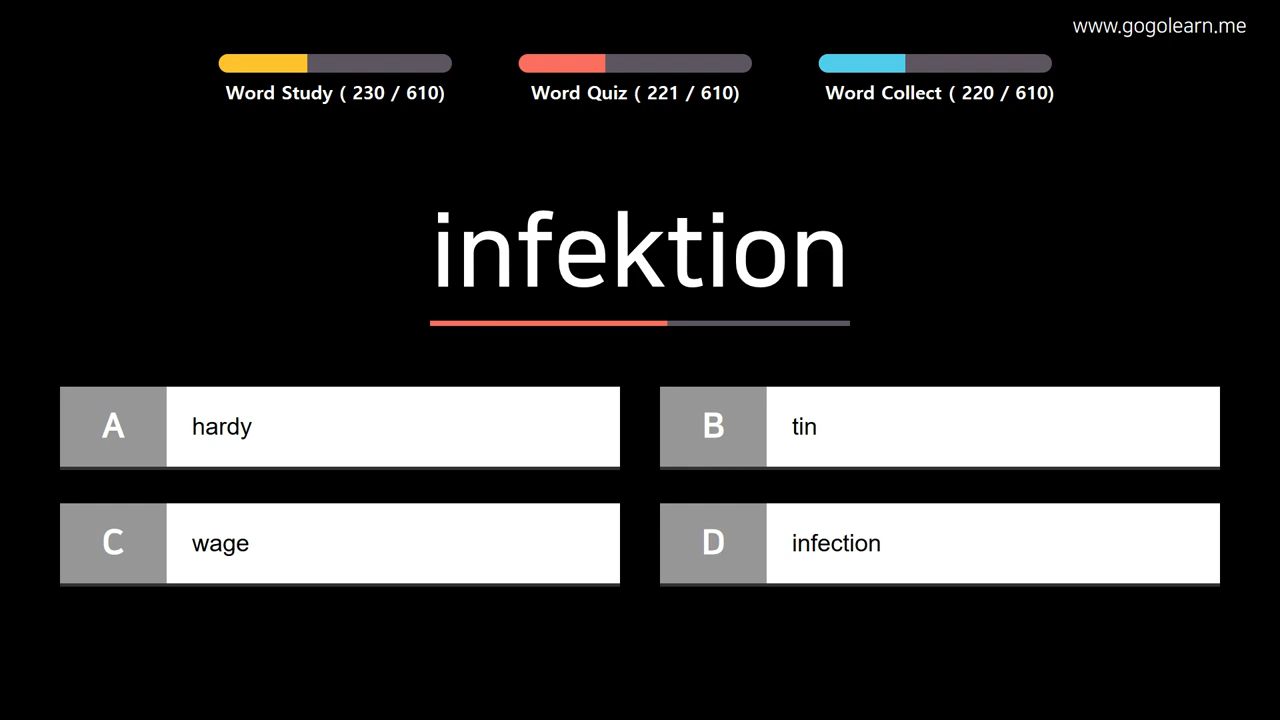 www.gogolearn.me
Word Study ( 230 / 610)
Word Quiz ( 221 / 610)
Word Collect ( 220 / 610)
infektion
A hardy
B tin
C wage
D infection